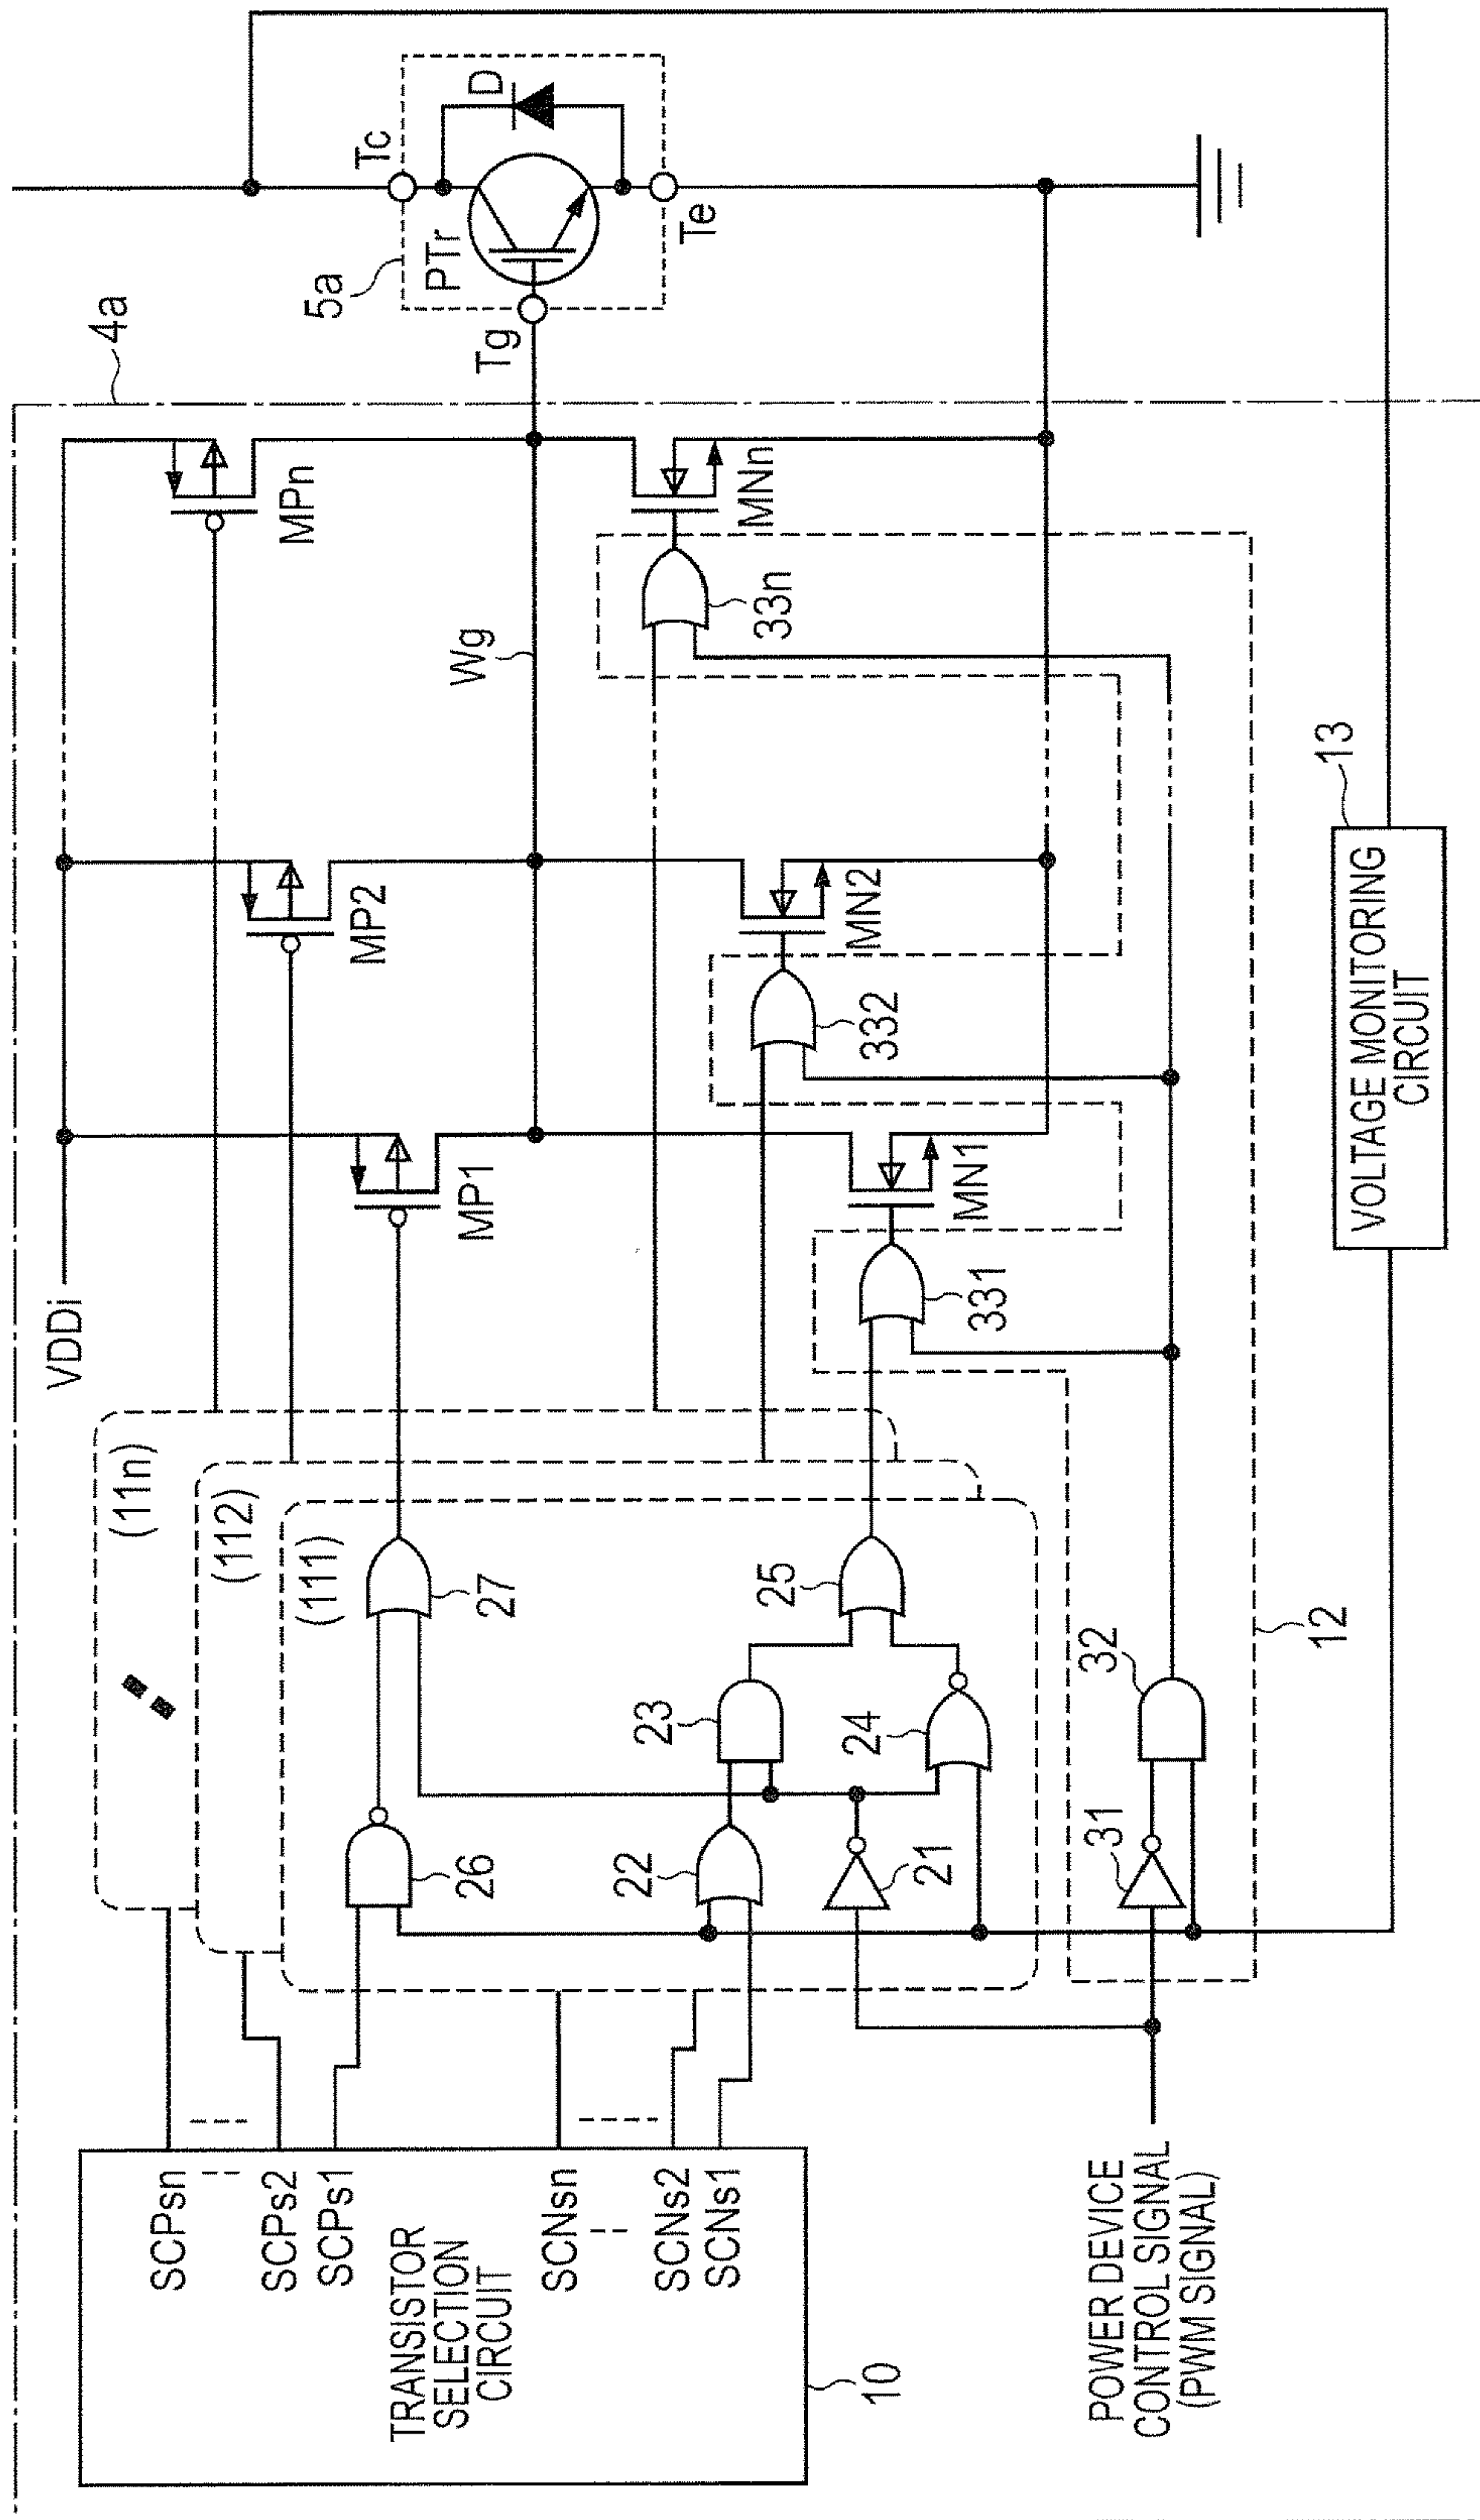 4a
5a
Tc
D
PTr
Tg
Te
VDDi
MP1
MP2
MPn
Wg
MN1
MN2
MNn
331
332
33n
(11n)
(112)
(111)
27
25
26
22
23
24
21
31
32
12
13
VOLTAGE MONITORING
CIRCUIT
SCPsn
SCPs2
SCPs1
SCNsn
SCNs2
SCNs1
TRANSISTOR
SELECTION
CIRCUIT
10
POWER DEVICE
CONTROL SIGNAL
(PWM SIGNAL)